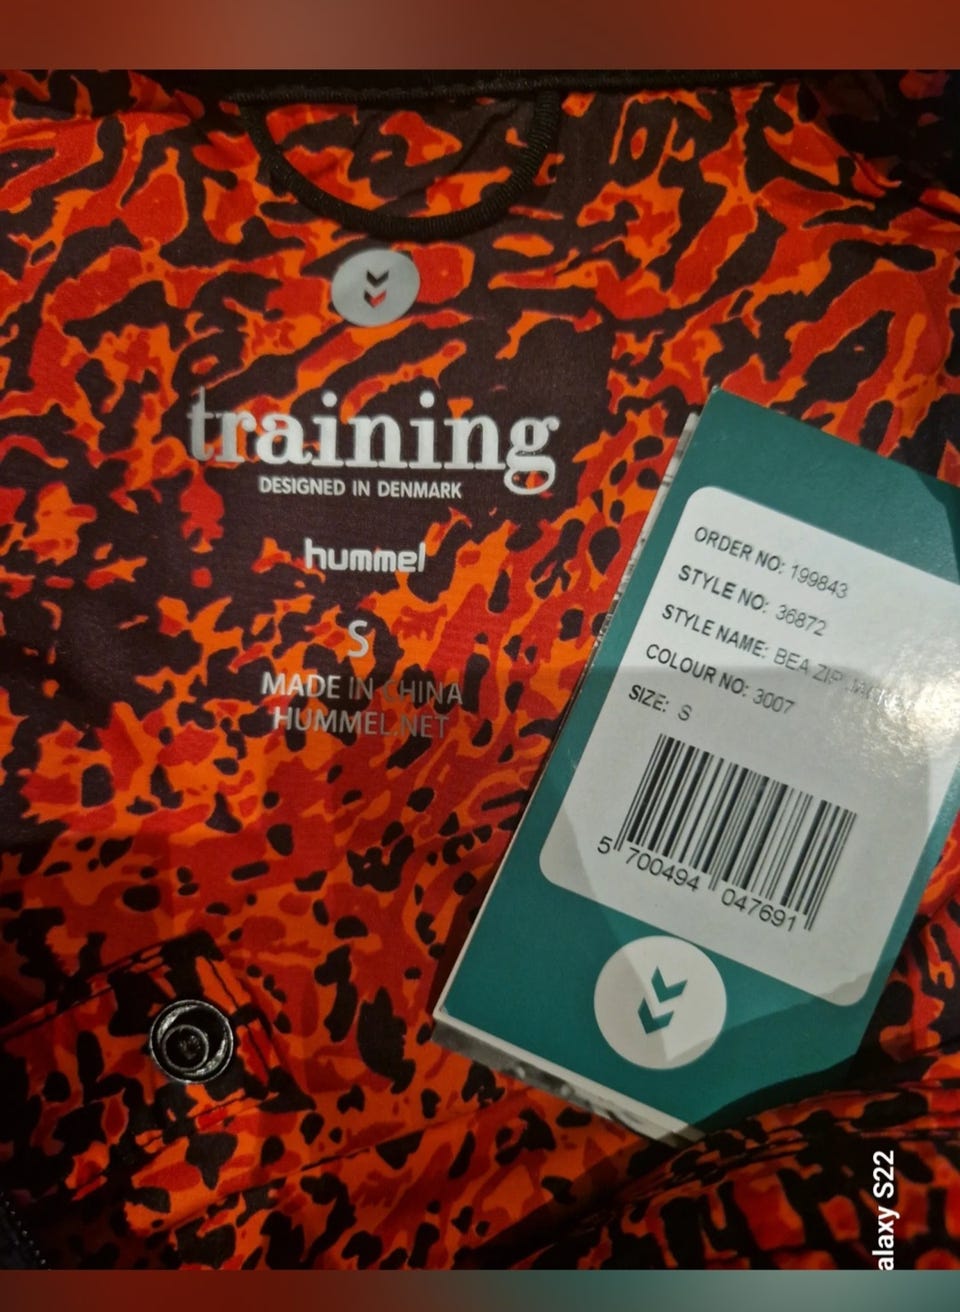 training
DESIGNED IN DENMARK
hummel
S
MADE IN CHINA
HUMMEL.NET
ORDER NO: 199843
STYLE NO: 36872
STYLE NAME: BEA ZIP
COLOUR NO: 3007
SIZE: S
5 700494 047691
alaxy S22